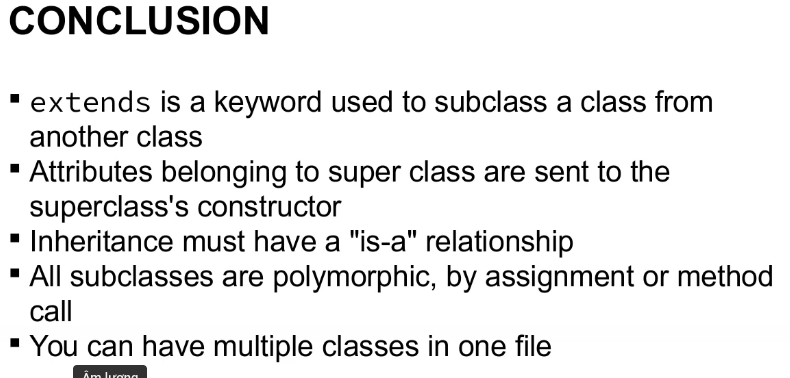 CONCLUSION
▪ extends is a keyword used to subclass a class from
another class
▪ Attributes belonging to super class are sent to the
superclass's constructor
▪ Inheritance must have a "is-a" relationship
▪ All subclasses are polymorphic, by assignment or method
call
▪ You can have multiple classes in one file
Âm lượng